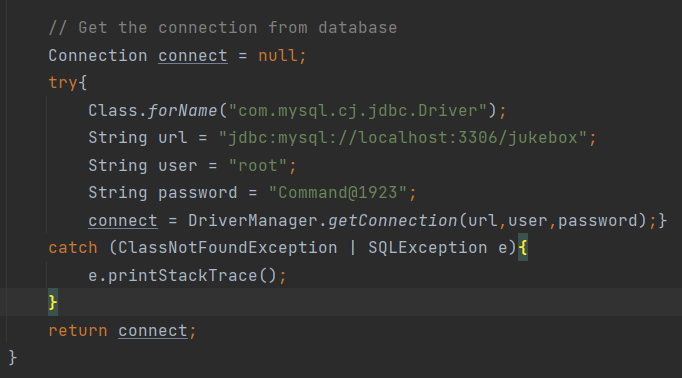 // Get the connection from database
Connection connect = null;
try{
Class.forName("com.mysql.cj.jdbc.Driver");
String url = "jdbc:mysql://localhost:3306/jukebox";
String user = "root";
String password = "Command@1923";
connect = DriverManager.getConnection(url,user,password);}
catch (ClassNotFoundException | SQLException e){
e.printStackTrace();
}
return connect;
}